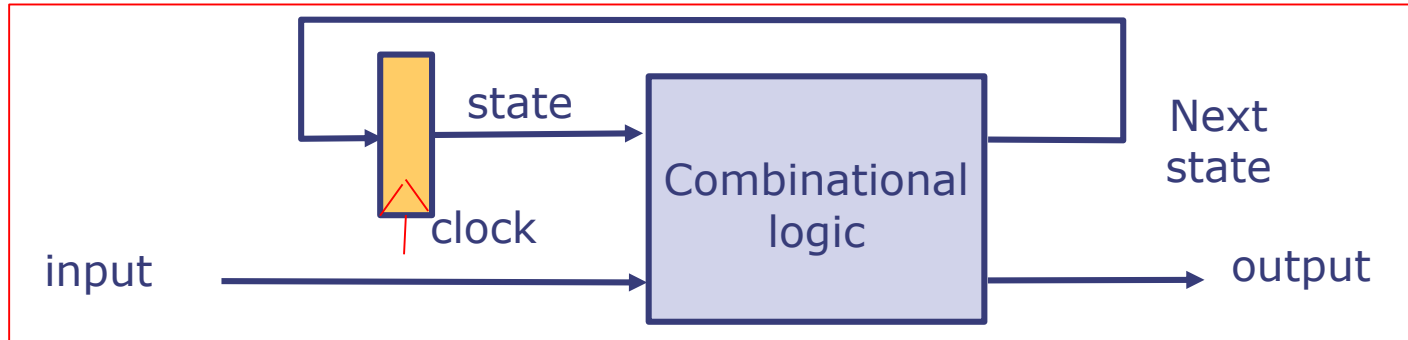 state
Next
state
Combinational
logic
clock
input
output